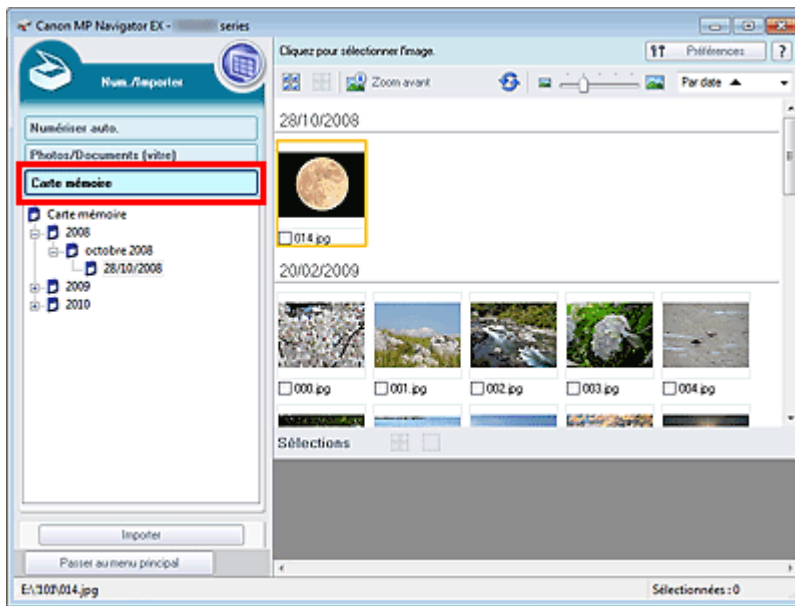 Canon MP Navigator EX - series
Num./Importer
Numériser auto.
Photos/Documents (vitre)
Carte mémoire
Carte mémoire
2008
octobre 2008
28/10/2008
2009
2010
Importer
Passer au menu principal
Cliquez pour sélectionner l'image.
Préférences
?
Zoom avant
Par date
28/10/2008
014.jpg
20/02/2009
000.jpg
001.jpg
002.jpg
003.jpg
004.jpg
Sélections
Sélectionnées : 0